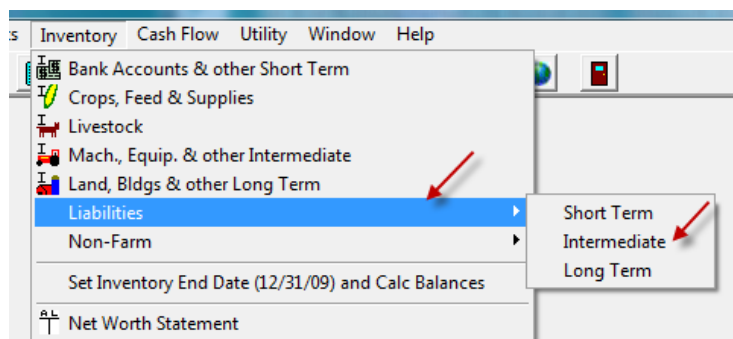 s Inventory Cash Flow Utility Window Help
Bank Accounts & other Short Term
Crops, Feed & Supplies
Livestock
Mach., Equip. & other Intermediate
Land, Bldgs & other Long Term
Liabilities
Short Term
Non-Farm
Intermediate
Long Term
Set Inventory End Date (12/31/09) and Calc Balances
Net Worth Statement